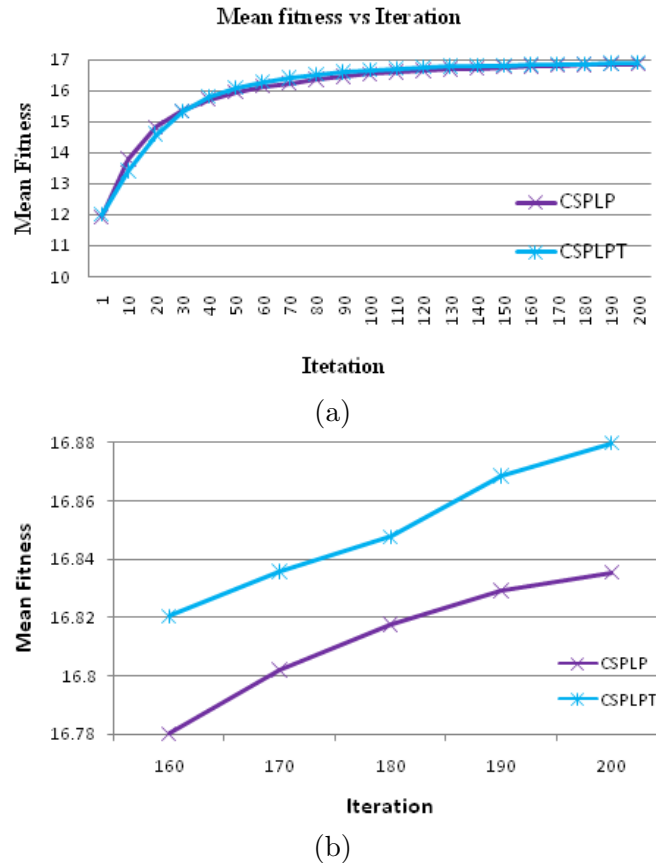 Mean fitness vs Iteration
17
16
15
14
13
12
11
10
Mean Fitness
CSPLP
CSPLPT
1 10 20 30 40 50 60 70 80 90 100 110 120 130 140 150 160 170 180 190 200
Itetation
(a)
16.88
16.86
16.84
16.82
16.8
16.78
Mean Fitness
CSPLP
CSPLPT
160 170 180 190 200
Iteration
(b)